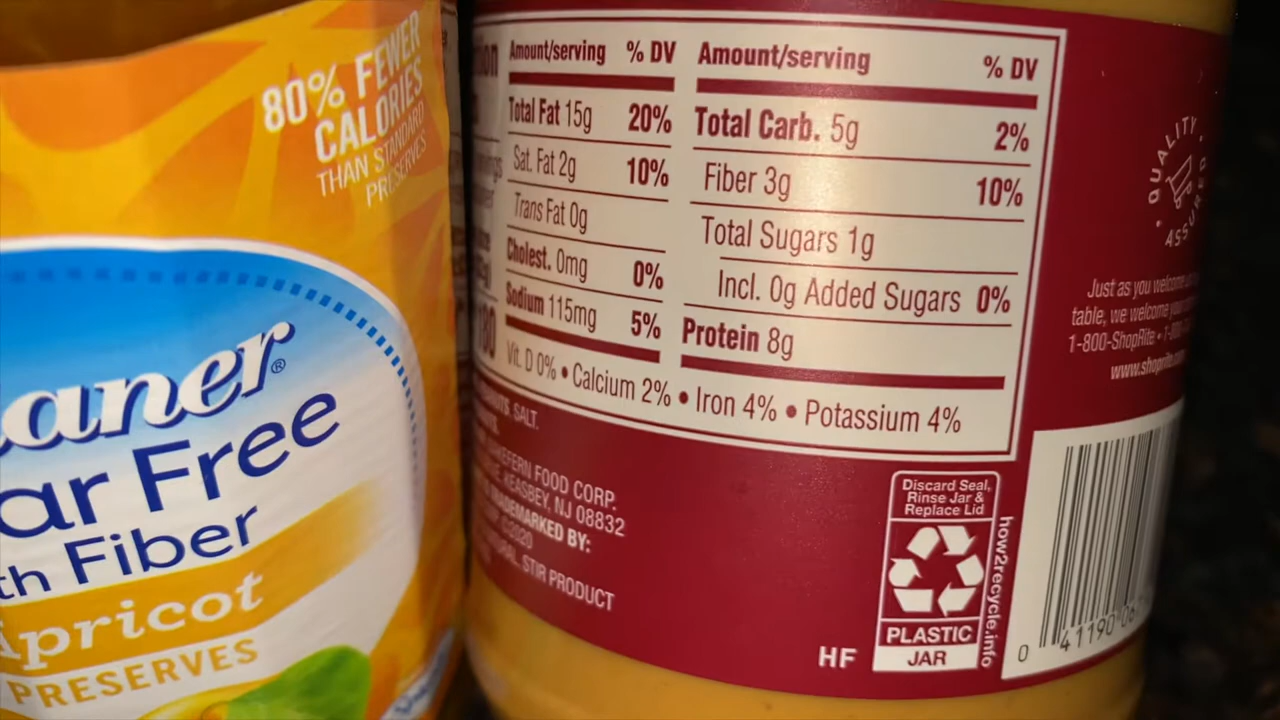 80% FEWER
CALORIES
THAN STANDARD
PRESERVES
aner®
ar Free
th Fiber
Apricot
PRESERVES
Amount/serving % DV
Total Fat 15g 20%
Sat. Fat 2g 10%
Trans Fat 0g
Cholest. 0mg 0%
Sodium 115mg 5%
Amount/serving % DV
Total Carb. 5g 2%
Fiber 3g 10%
Total Sugars 1g
Incl. 0g Added Sugars 0%
Protein 8g
Vit. D 0% • Calcium 2% • Iron 4% • Potassium 4%
SALT.
KEFERN FOOD CORP.
KEASBEY, NJ 08832
DEMARKED BY:
©2020
STIR PRODUCT
HF
Discard Seal,
Rinse Jar &
Replace Lid
PLASTIC
JAR
how2recycle.info
QUALITY
ASSURED
Just as you welcome
table, we welcome
1-800-ShopRite •
www.shoprite
0 41190 06